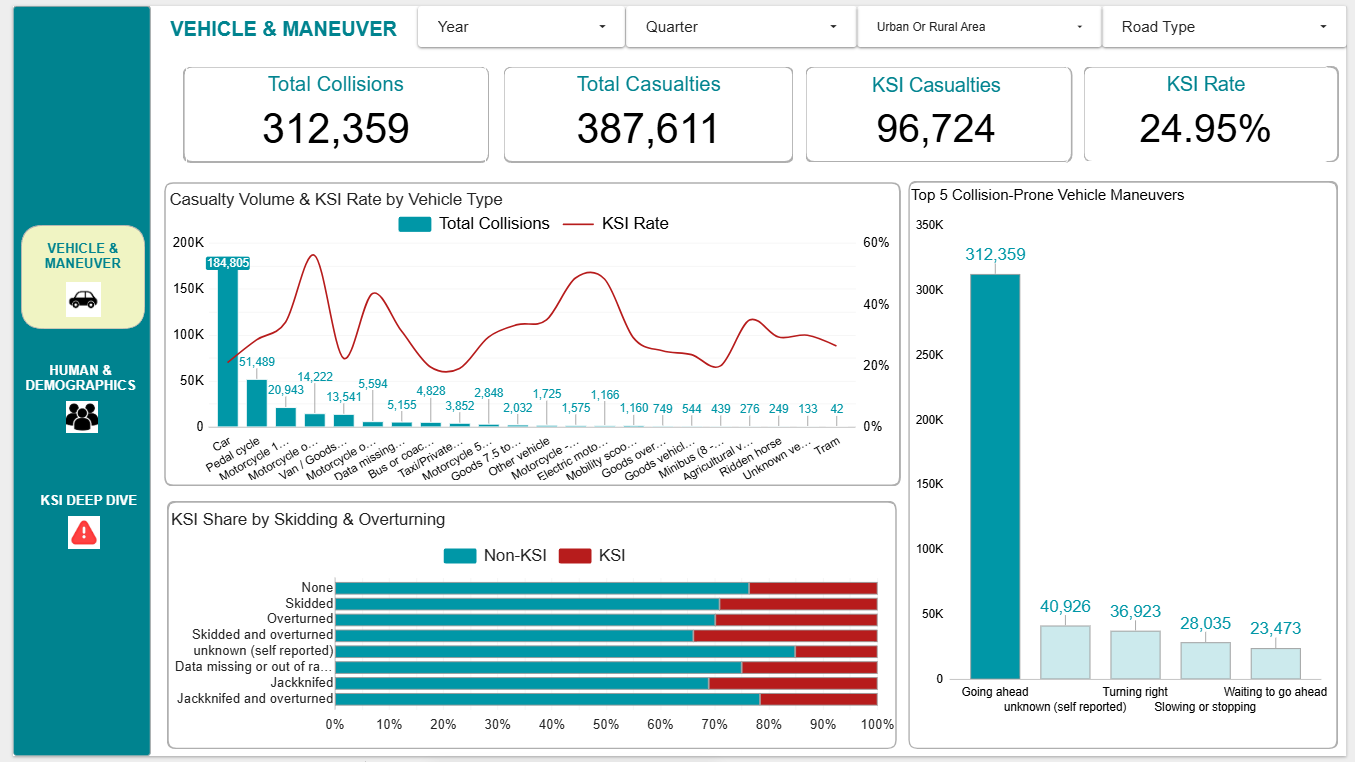 VEHICLE & MANEUVER
Year
Quarter
Urban Or Rural Area
Road Type
Total Collisions
312,359
Total Casualties
387,611
KSI Casualties
96,724
KSI Rate
24.95%
VEHICLE &
MANEUVER
HUMAN &
DEMOGRAPHICS
KSI DEEP DIVE
Casualty Volume & KSI Rate by Vehicle Type
Total Collisions
KSI Rate
200K
150K
100K
50K
0
60%
40%
20%
0%
184,805
51,489
20,943
14,222
13,541
5,594
5,155
4,828
3,852
2,848
2,032
1,725
1,575
1,166
1,160
749
544
439
276
249
133
42
Car
Pedal cycle
Motorcycle 1…
Motorcycle o…
Van / Goods…
Motorcycle o…
Data missing…
Bus or coac…
Taxi/Private…
Motorcycle 5…
Goods 7.5 to…
Other vehicle
Motorcycle -…
Electric moto…
Mobility scoo…
Goods over…
Goods vehicl…
Minibus (8 -…
Agricultural v…
Ridden horse
Unknown ve…
Tram
KSI Share by Skidding & Overturning
Non-KSI
KSI
None
Skidded
Overturned
Skidded and overturned
unknown (self reported)
Data missing or out of ra…
Jackknifed
Jackknifed and overturned
0%
10%
20%
30%
40%
50%
60%
70%
80%
90%
100%
Top 5 Collision-Prone Vehicle Maneuvers
350K
300K
250K
200K
150K
100K
50K
0
312,359
40,926
36,923
28,035
23,473
Going ahead
unknown (self reported)
Turning right
Slowing or stopping
Waiting to go ahead